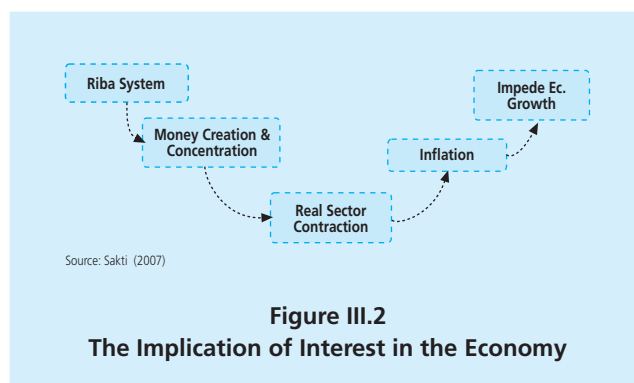 Riba System
Money Creation &
Concentration
Real Sector
Contraction
Inflation
Impede Ec.
Growth
Source: Sakti (2007)
Figure III.2
The Implication of Interest in the Economy